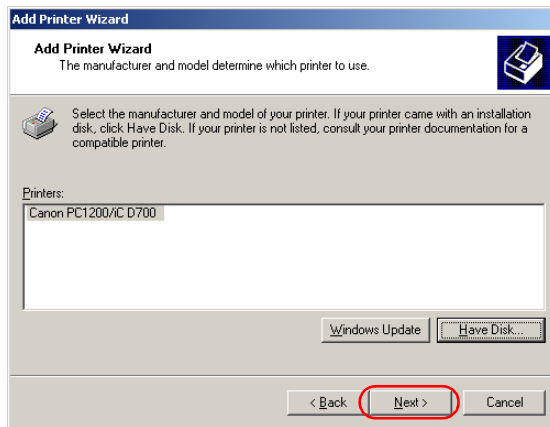 Add Printer Wizard
Add Printer Wizard
The manufacturer and model determine which printer to use.
Select the manufacturer and model of your printer. If your printer came with an installation
disk, click Have Disk. If your printer is not listed, consult your printer documentation for a
compatible printer.
Printers:
Canon PC1200/iC D700
Windows Update
Have Disk...
< Back
Next >
Cancel